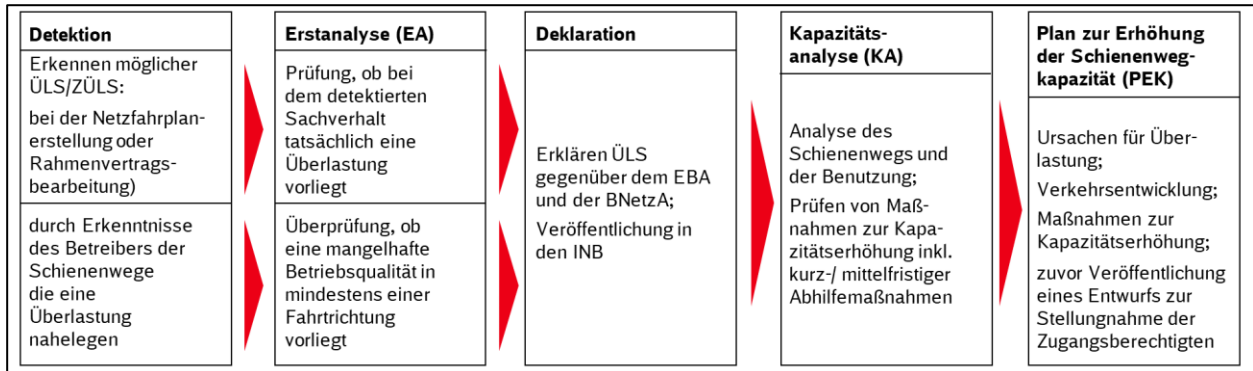 Detektion
Erkennen möglicher
ÜLS/ZÜLS:
bei der Netzfahrplan-
erstellung oder
Rahmenvertrags-
bearbeitung)
durch Erkenntnisse
des Betreibers der
Schienenwege
die eine
Überlastung
nahelegen
Erstanalyse (EA)
Prüfung, ob bei
dem detektierten
Sachverhalt
tatsächlich eine
Überlastung
vorliegt
Überprüfung, ob
eine mangelhafte
Betriebsqualität in
mindestens einer
Fahrtrichtung
vorliegt
Deklaration
Erklären ÜLS
gegenüber dem EBA
und der BNetzA;
Veröffentlichung in
den INB
Kapazitäts-
analyse (KA)
Analyse des
Schienenwegs und
der Benutzung;
Prüfen von Maß-
nahmen zur Kapa-
zitätserhöhung inkl.
kurz-/ mittelfristiger
Abhilfemaßnahmen
Plan zur Erhöhung
der Schienenweg-
kapazität (PEK)
Ursachen für Über-
lastung;
Verkehrsentwicklung;
Maßnahmen zur
Kapazitätserhöhung;
zuvor Veröffentlichung
eines Entwurfs zur
Stellungnahme der
Zugangsberechtigten